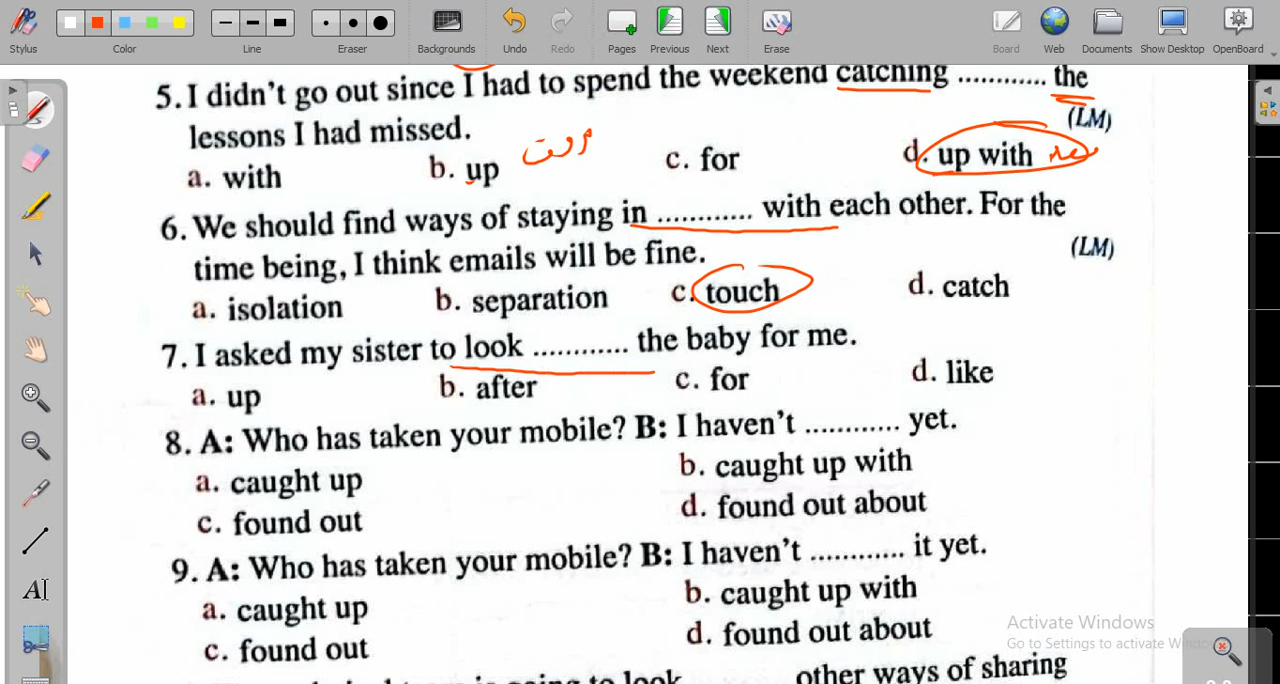 Stylus
Color
Line
Eraser
Backgrounds
Undo
Redo
Pages
Previous
Next
Erase
Board
Web
Documents
Show Desktop
OpenBoard
5. I didn't go out since I had to spend the weekend catching ............ the
lessons I had missed. (LM)
a. with b. up c. for d. up with
6. We should find ways of staying in ............ with each other. For the
time being, I think emails will be fine. (LM)
a. isolation b. separation c. touch d. catch
7. I asked my sister to look ............ the baby for me.
a. up b. after c. for d. like
8. A: Who has taken your mobile? B: I haven't ............ yet.
a. caught up b. caught up with
c. found out d. found out about
9. A: Who has taken your mobile? B: I haven't ............ it yet.
a. caught up b. caught up with
c. found out d. found out about
other ways of sharing
AI
Activate Windows
Go to Settings to activate Windows